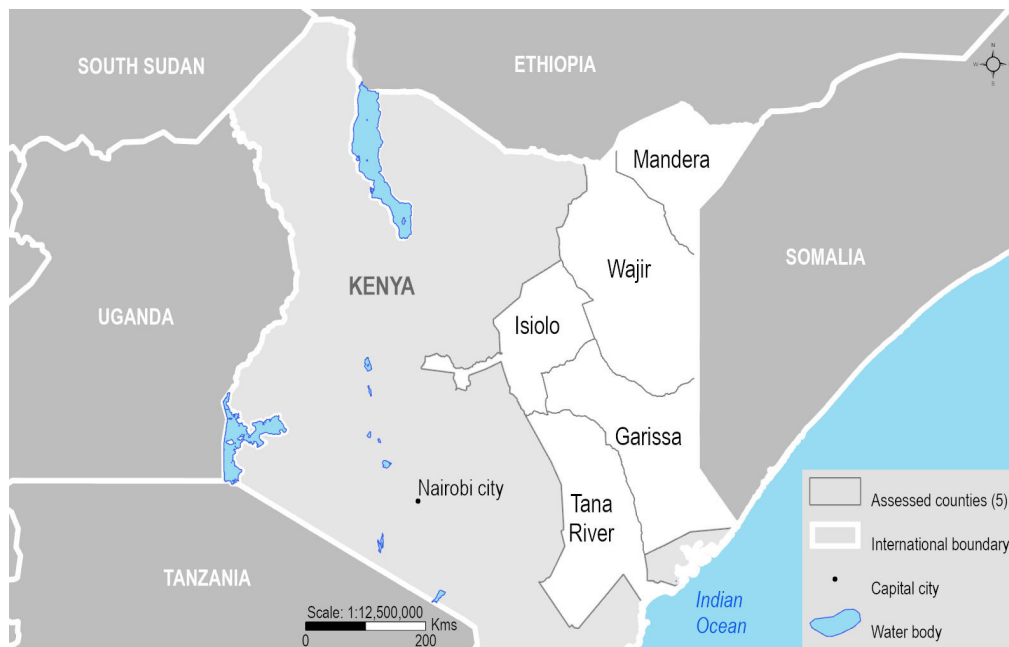 SOUTH SUDAN
ETHIOPIA
N
W
S
Mandera
SOMALIA
Wajir
KENYA
UGANDA
Isiolo
Garissa
Nairobi city
Tana
River
Assessed counties (5)
International boundary
TANZANIA
Capital city
Indian
Ocean
Scale: 1:12,500,000
Kms
0
200
Water body